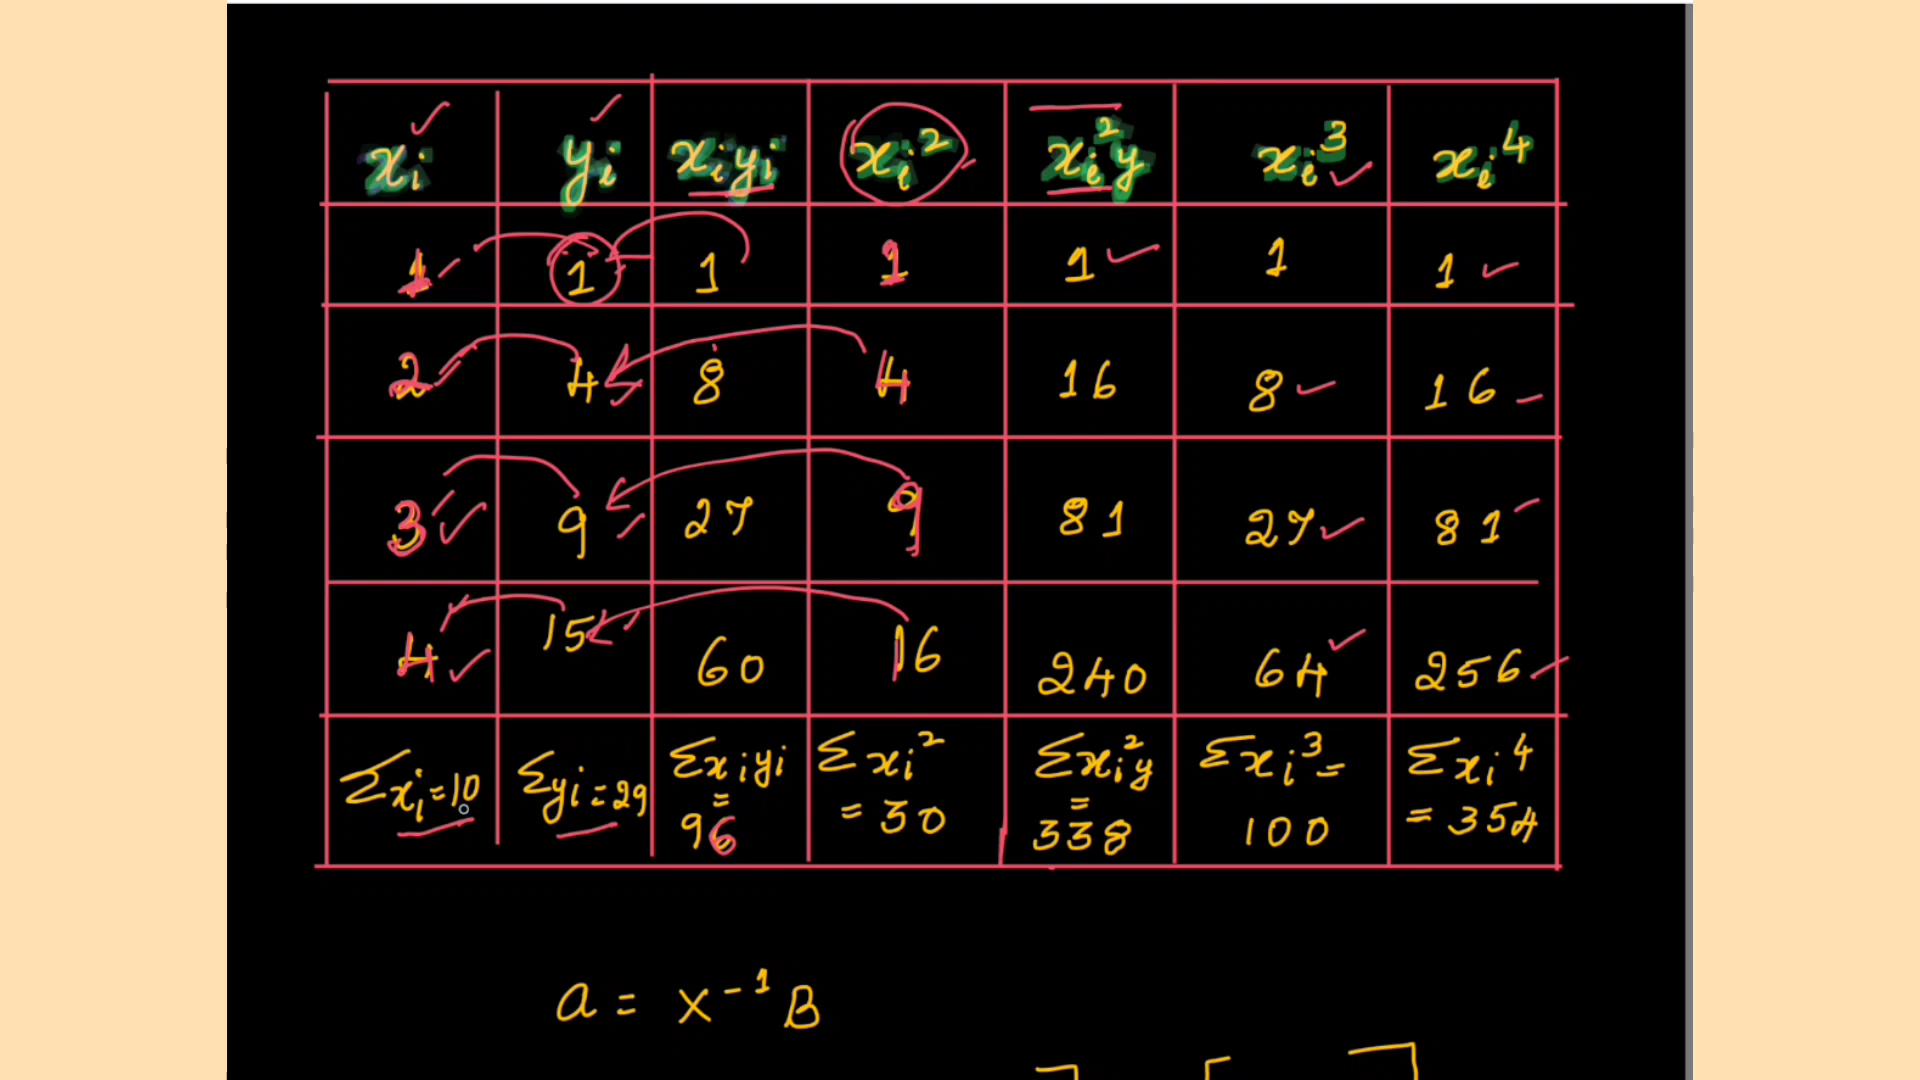 xᵢ yᵢ xᵢyᵢ xᵢ² xᵢ²y xᵢ³ xᵢ⁴
1 1 1 1 1 1 1
2 4 8 4 16 8 16
3 9 27 9 81 27 81
4 15 60 16 240 64 256
Σxᵢ=10 Σyᵢ=29 Σxᵢyᵢ = 96 Σxᵢ² = 30 Σxᵢ²y = 338 Σxᵢ³ = 100 Σxᵢ⁴ = 354
a = X⁻¹B